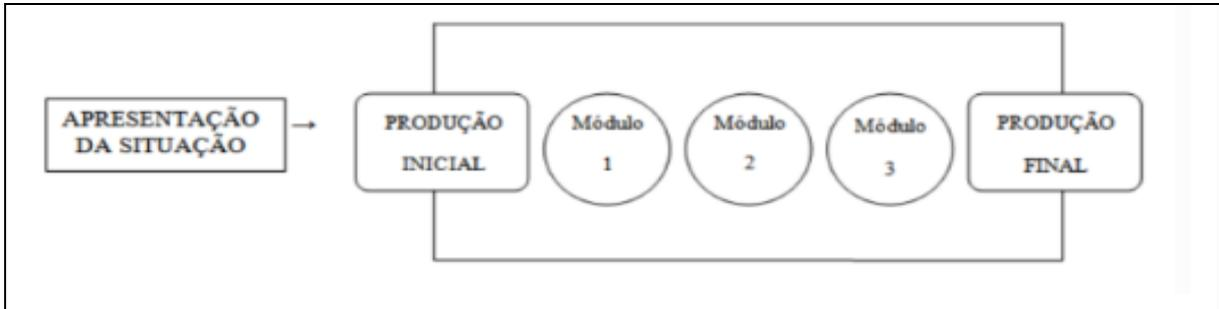 APRESENTAÇÃO
DA SITUAÇÃO
→
PRODUÇÃO
INICIAL
Módulo
1
Módulo
2
Módulo
3
PRODUÇÃO
FINAL